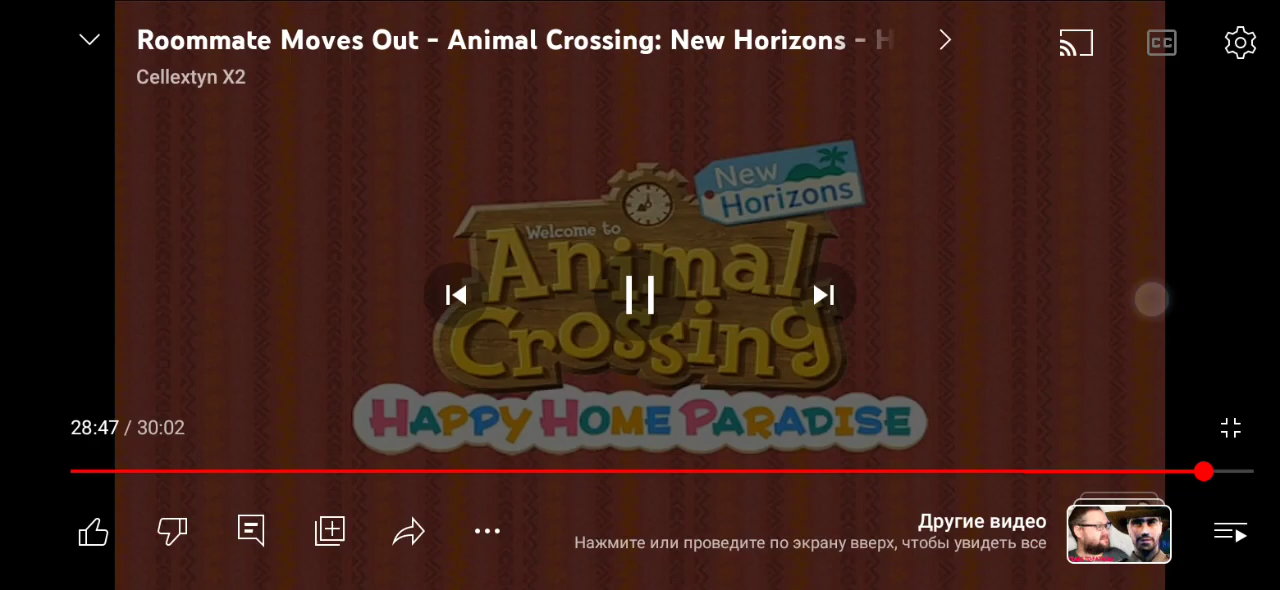 Roommate Moves Out - Animal Crossing: New Horizons - H
Cellextyn X2
CC
New
Horizons
Welcome to
Animal
Crossing
HAPPY HOME PARADISE
28:47 / 30:02
Другие видео
Нажмите или проведите по экрану вверх, чтобы увидеть все